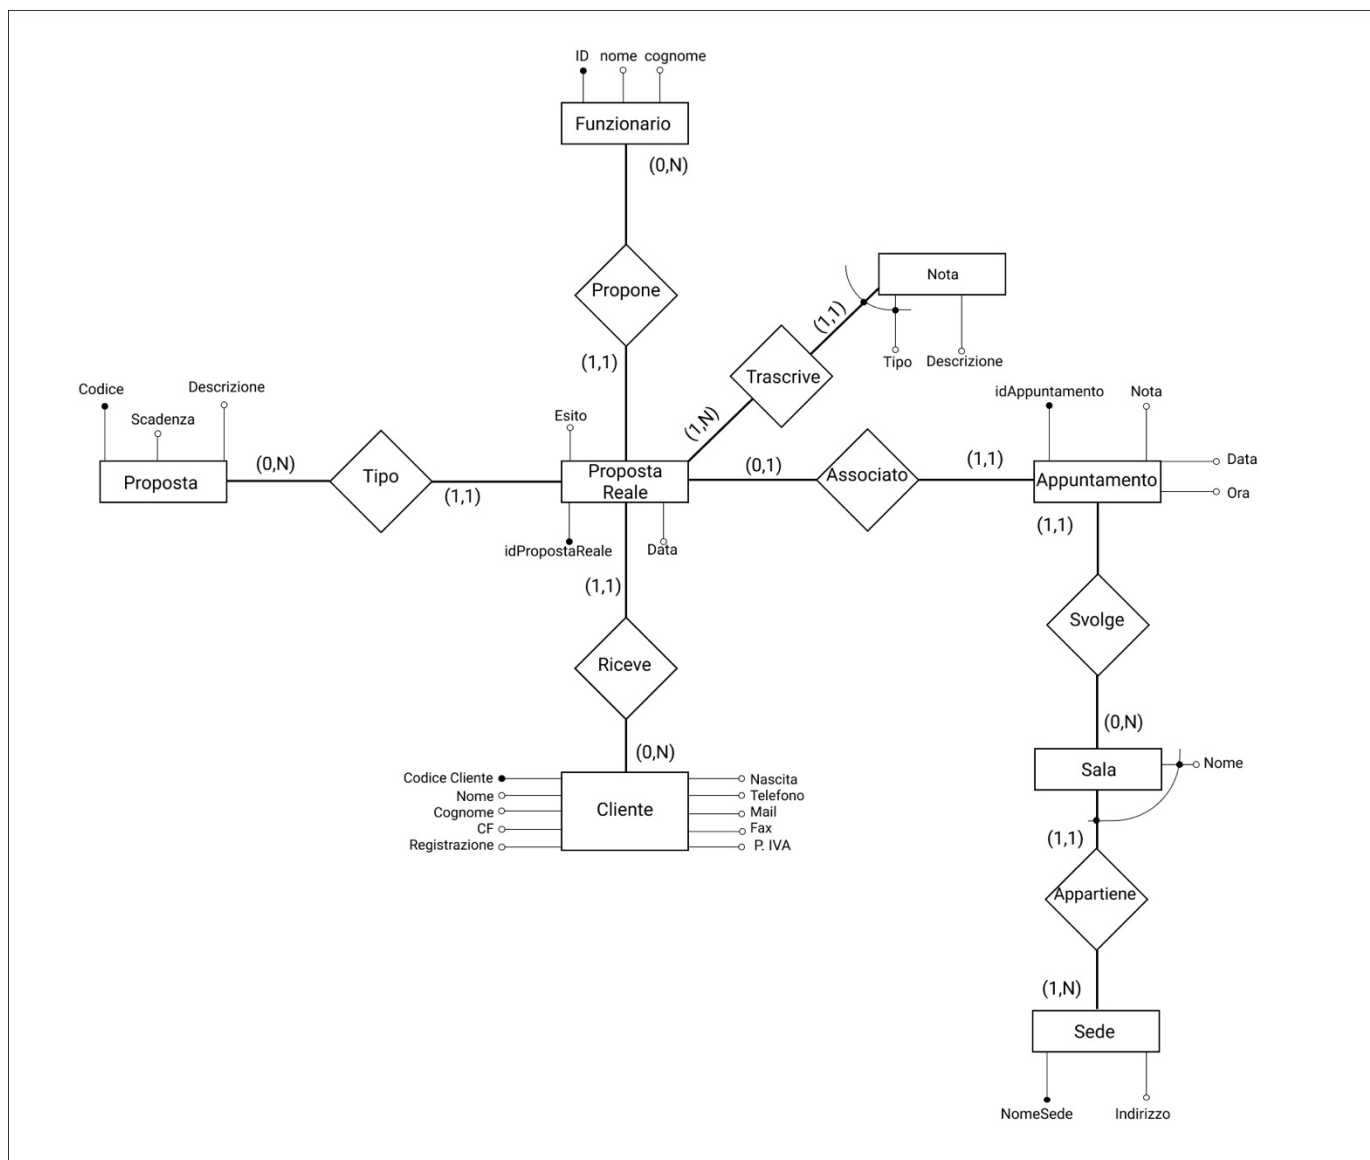 ID nome cognome
Funzionario
(0,N)
Propone
(1,1)
Nota
(1,1)
Tipo Descrizione
Trascrive
(1,N)
Codice
Scadenza
Descrizione
Proposta
(0,N)
Tipo
(1,1)
Esito
Proposta
Reale
idPropostaReale
Data
(0,1)
Associato
(1,1)
idAppuntamento
Nota
Appuntamento
Data
Ora
(1,1)
Svolge
(0,N)
(1,1)
Riceve
(0,N)
Codice Cliente
Nome
Cognome
CF
Registrazione
Cliente
Nascita
Telefono
Mail
Fax
P. IVA
Sala
Nome
(1,1)
Appartiene
(1,N)
Sede
NomeSede
Indirizzo